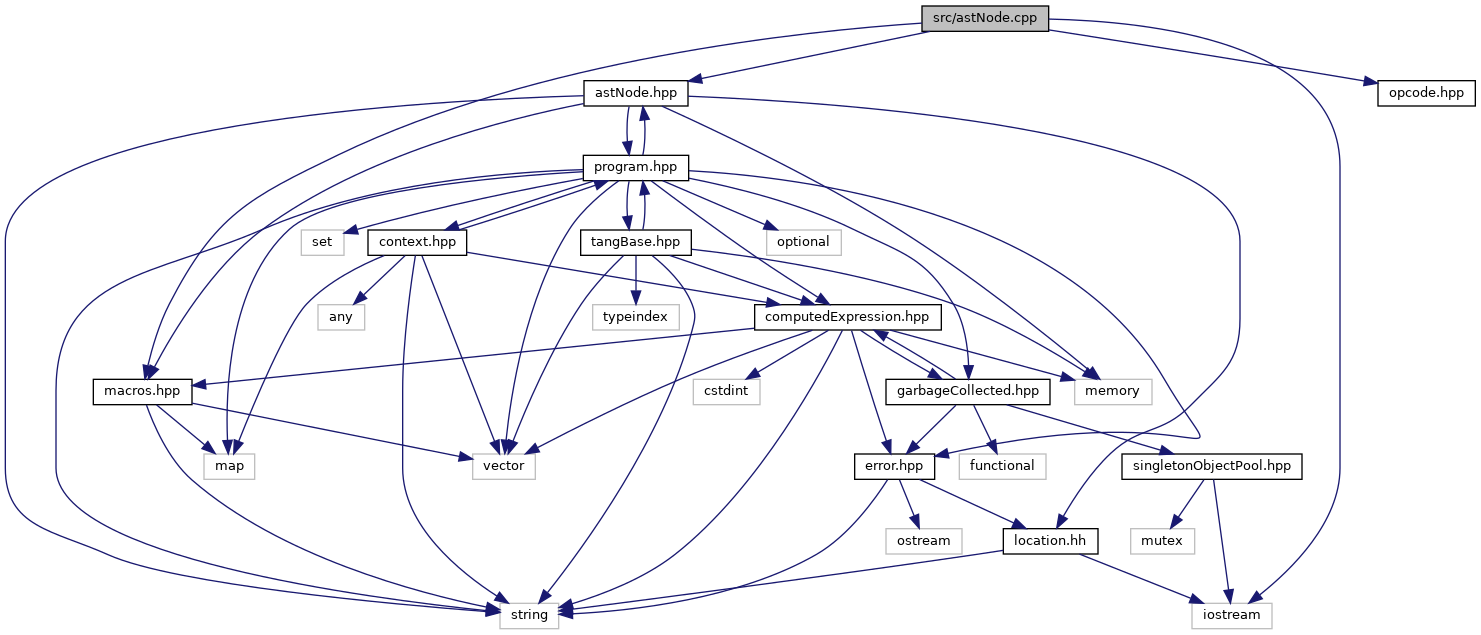 src/astNode.cpp
astNode.hpp
opcode.hpp
program.hpp
set
context.hpp
tangBase.hpp
optional
any
typeindex
computedExpression.hpp
macros.hpp
cstdint
garbageCollected.hpp
memory
map
vector
error.hpp
functional
singletonObjectPool.hpp
ostream
location.hh
mutex
string
iostream